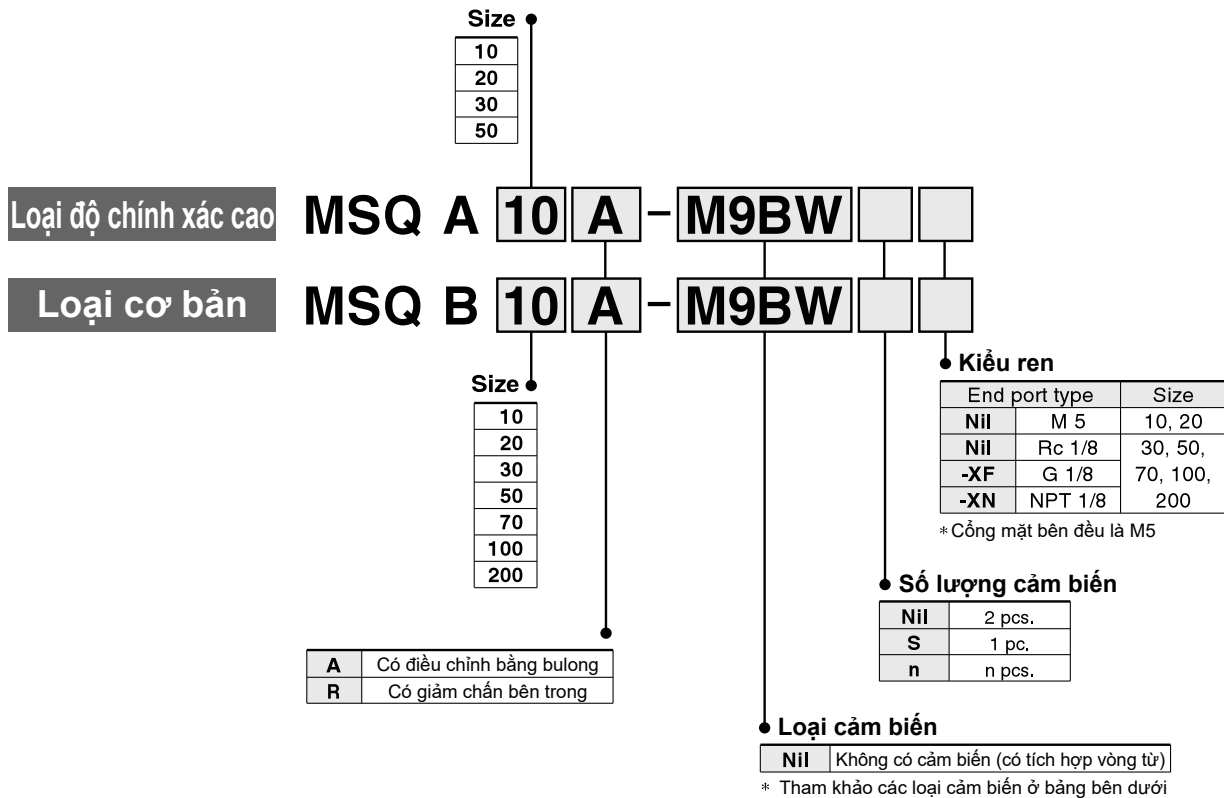 Size
10
20
30
50
Loại độ chính xác cao MSQ A 10 A - M9BW
Loại cơ bản MSQ B 10 A - M9BW
Size
10
20
30
50
70
100
200
Kiểu ren
End port type Size
Nil M 5 10, 20
Nil Rc 1/8 30, 50,
-XF G 1/8 70, 100,
-XN NPT 1/8 200
* Cổng mặt bên đều là M5
Số lượng cảm biến
Nil 2 pcs.
S 1 pc.
n n pcs.
A Có điều chỉnh bằng bulong
R Có giảm chấn bên trong
Loại cảm biến
Nil Không có cảm biến (có tích hợp vòng từ)
* Tham khảo các loại cảm biến ở bảng bên dưới